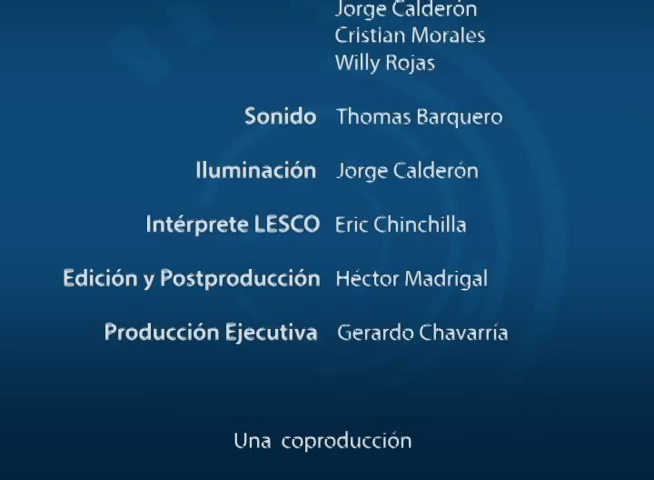 Jorge Calderón
Cristian Morales
Willy Rojas
Sonido Thomas Barquero
Iluminación Jorge Calderón
Intérprete LESCO Eric Chinchilla
Edición y Postproducción Héctor Madrigal
Producción Ejecutiva Gerardo Chavarría
Una coproducción